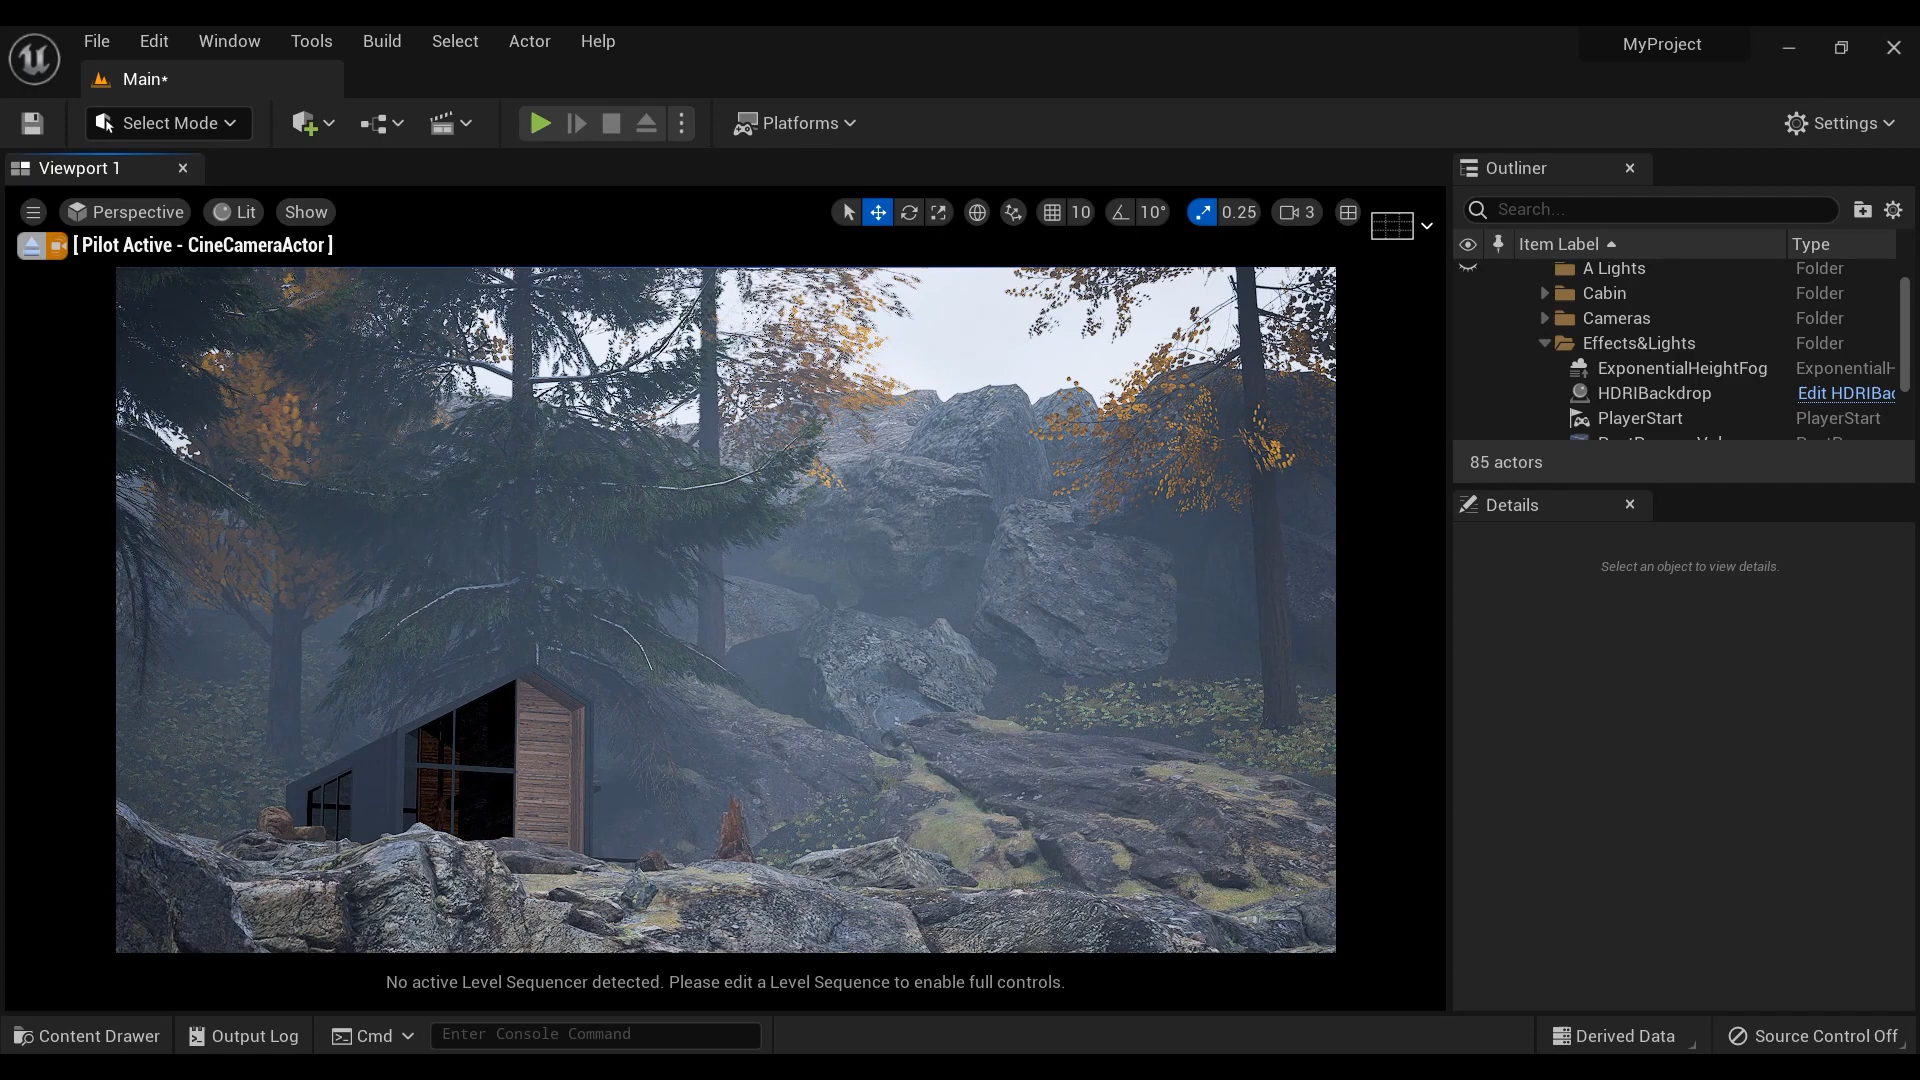 File Edit Window Tools Build Select Actor Help
MyProject
Main*
Select Mode
Platforms
Settings
Viewport 1
Outliner
Perspective Lit Show
10 10° 0.25 3
Search...
[ Pilot Active - CineCameraActor ]
Item Label Type
A Lights Folder
Cabin Folder
Cameras Folder
Effects&Lights Folder
ExponentialHeightFog ExponentialH
HDRIBackdrop Edit HDRIBac
PlayerStart PlayerStart
85 actors
Details
Select an object to view details.
No active Level Sequencer detected. Please edit a Level Sequence to enable full controls.
Content Drawer Output Log Cmd Enter Console Command Derived Data Source Control Off